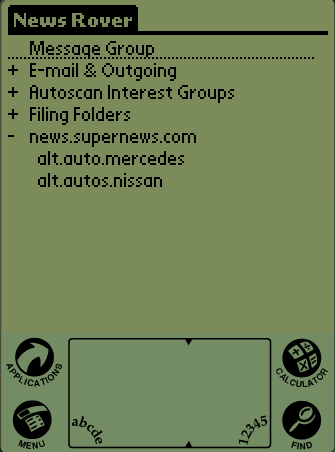 News Rover
Message Group
+ E-mail & Outgoing
+ Autoscan Interest Groups
+ Filing Folders
- news.supernews.com
alt.auto.mercedes
alt.autos.nissan
APPLICATIONS
CALCULATOR
abcde
12345
MENU
FIND